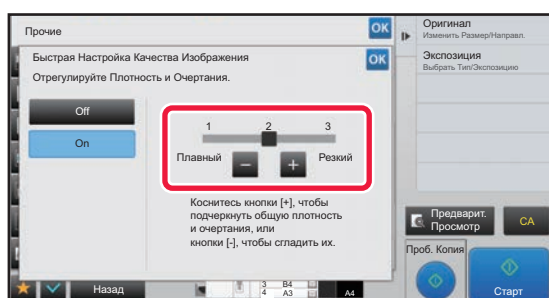 Прочие
OK
Быстрая Настройка Качества Изображения
OK
Отрегулируйте Плотность и Очертания.
Off
On
1 2 3
Плавный
−
+
Резкий
Коснитесь кнопки [+], чтобы
подчеркнуть общую плотность
и очертания, или
кнопки [-], чтобы сгладить их.
Оригинал
Изменить Размер/Направл.
Экспозиция
Выбрать Тип/Экспозицию
Предварит.
Просмотр
CA
Проб. Копия
Старт
Назад
3 B4
4 A3
A4